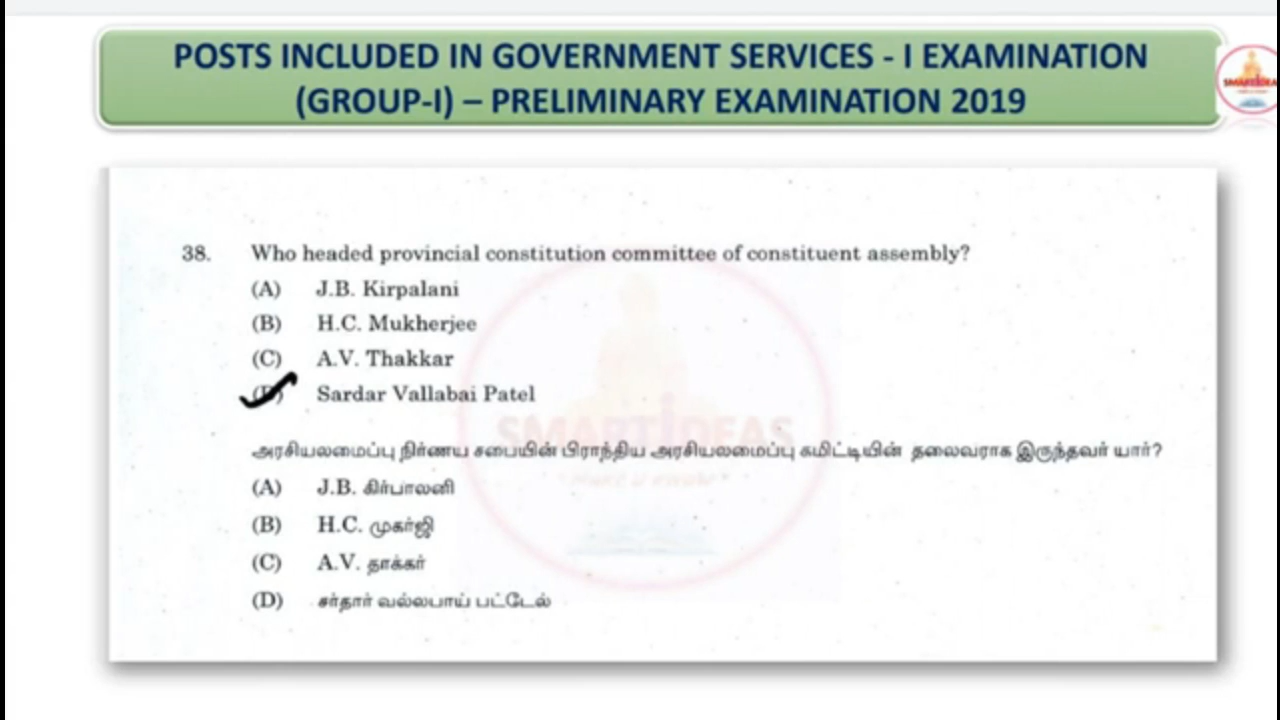 POSTS INCLUDED IN GOVERNMENT SERVICES - I EXAMINATION
(GROUP-I) – PRELIMINARY EXAMINATION 2019
SMARTIDEAS
38. Who headed provincial constitution committee of constituent assembly?
(A) J.B. Kirpalani
(B) H.C. Mukherjee
(C) A.V. Thakkar
(D) Sardar Vallabai Patel
SMARTIDEAS
அரசியலமைப்பு நிர்ணய சபையின் பிராந்திய அரசியலமைப்பு கமிட்டியின் தலைவராக இருந்தவர் யார்?
(A) J.B. கிர்பாலனி
(B) H.C. முகர்ஜி
(C) A.V. தாக்கர்
(D) சர்தார் வல்லபாய் பட்டேல்